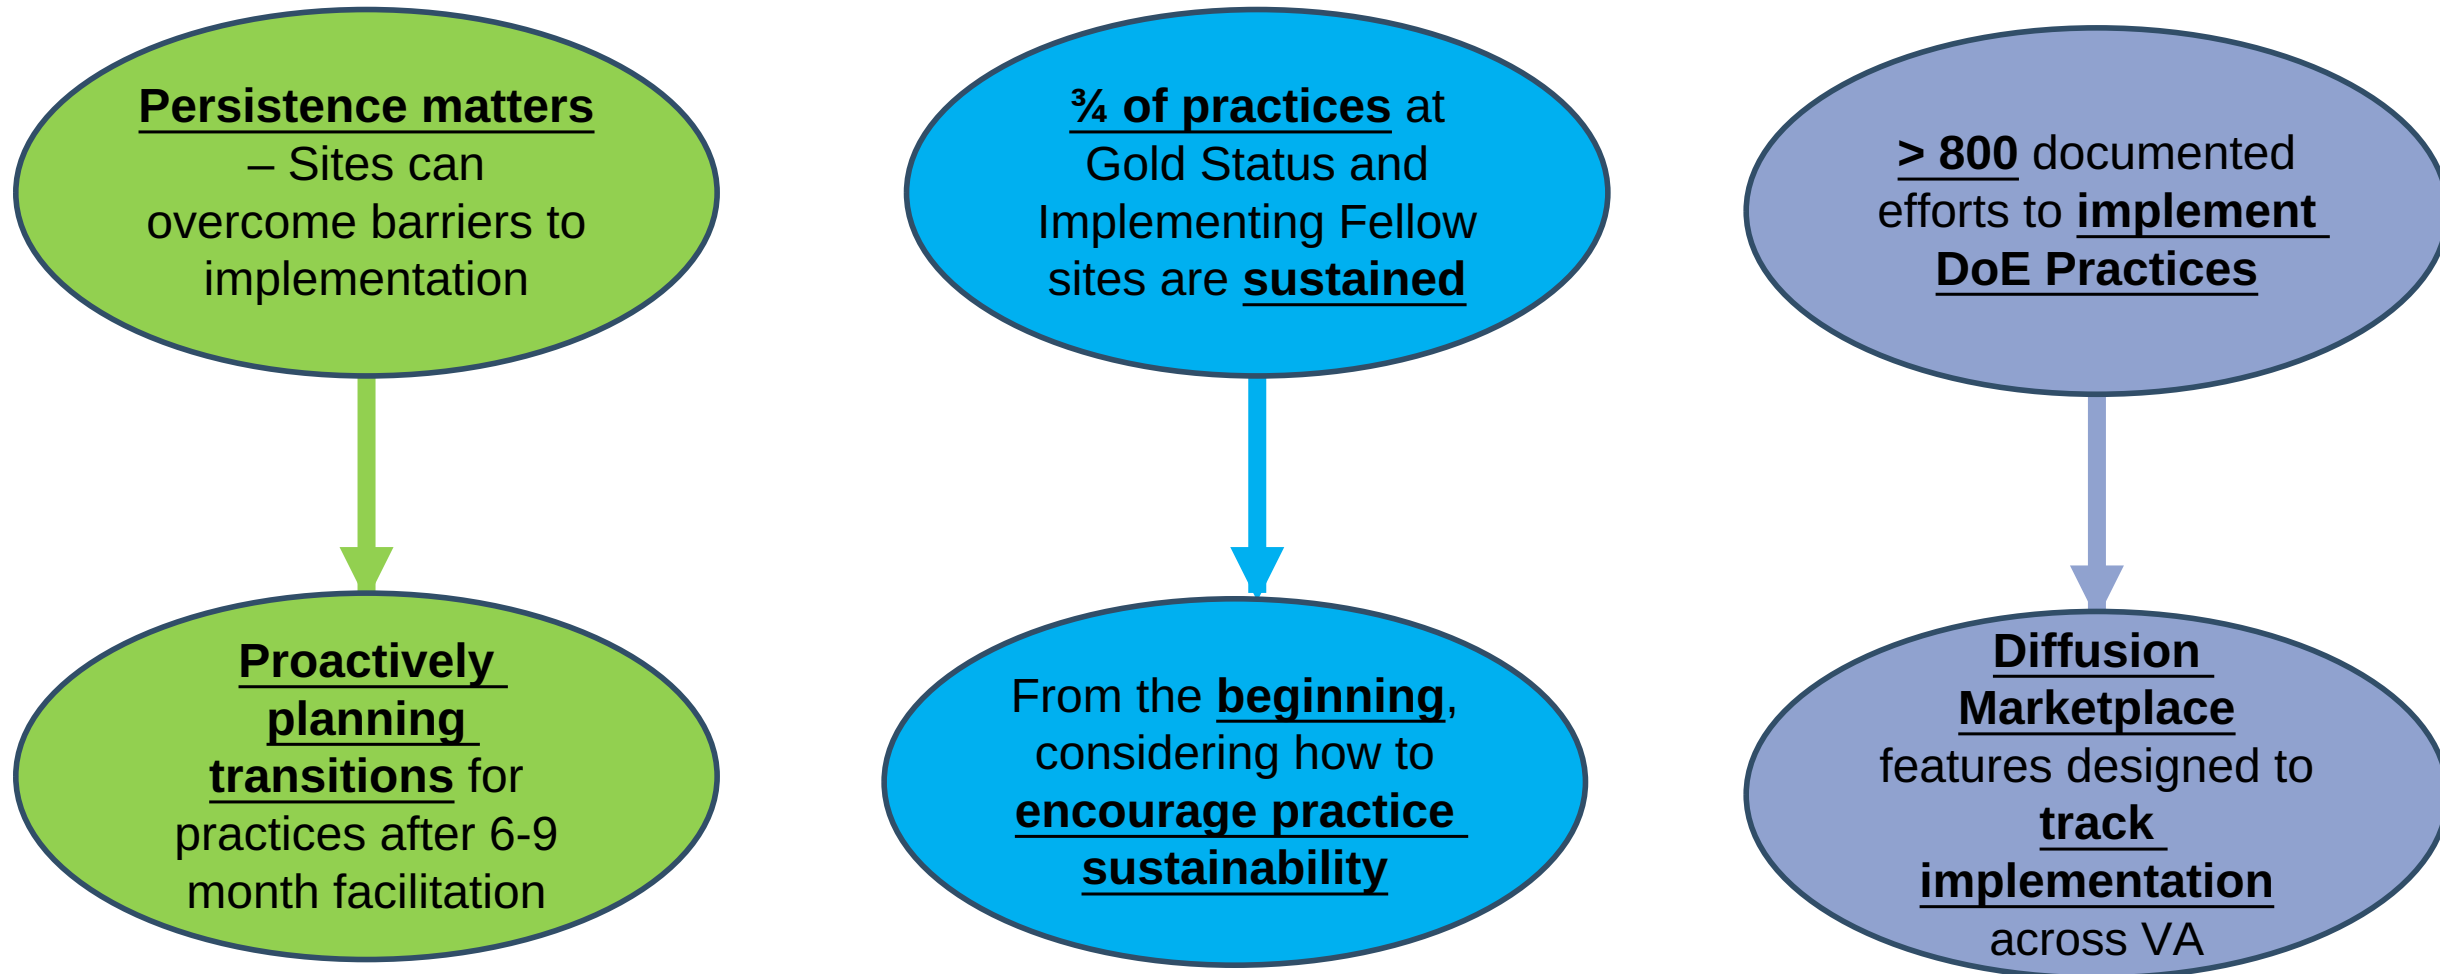 Persistence matters
– Sites can
overcome barriers to
implementation
Proactively
planning
transitions for
practices after 6-9
month facilitation
¾ of practices at
Gold Status and
Implementing Fellow
sites are sustained
From the beginning,
considering how to
encourage practice
sustainability
> 800 documented
efforts to implement
DoE Practices
Diffusion
Marketplace
features designed to
track
implementation
across VA